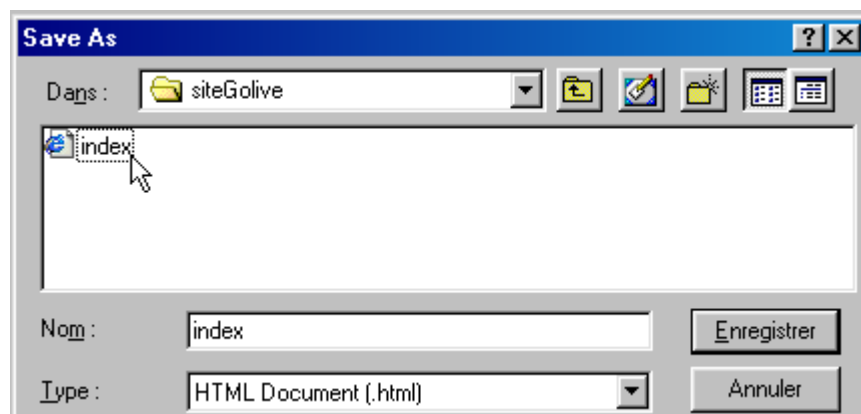 Save As
Dans : siteGolive
index
Nom : index Enregistrer
Type : HTML Document (.html) Annuler